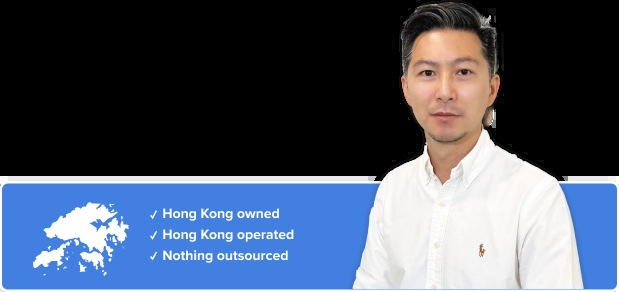 ✓ Hong Kong owned
✓ Hong Kong operated
✓ Nothing outsourced